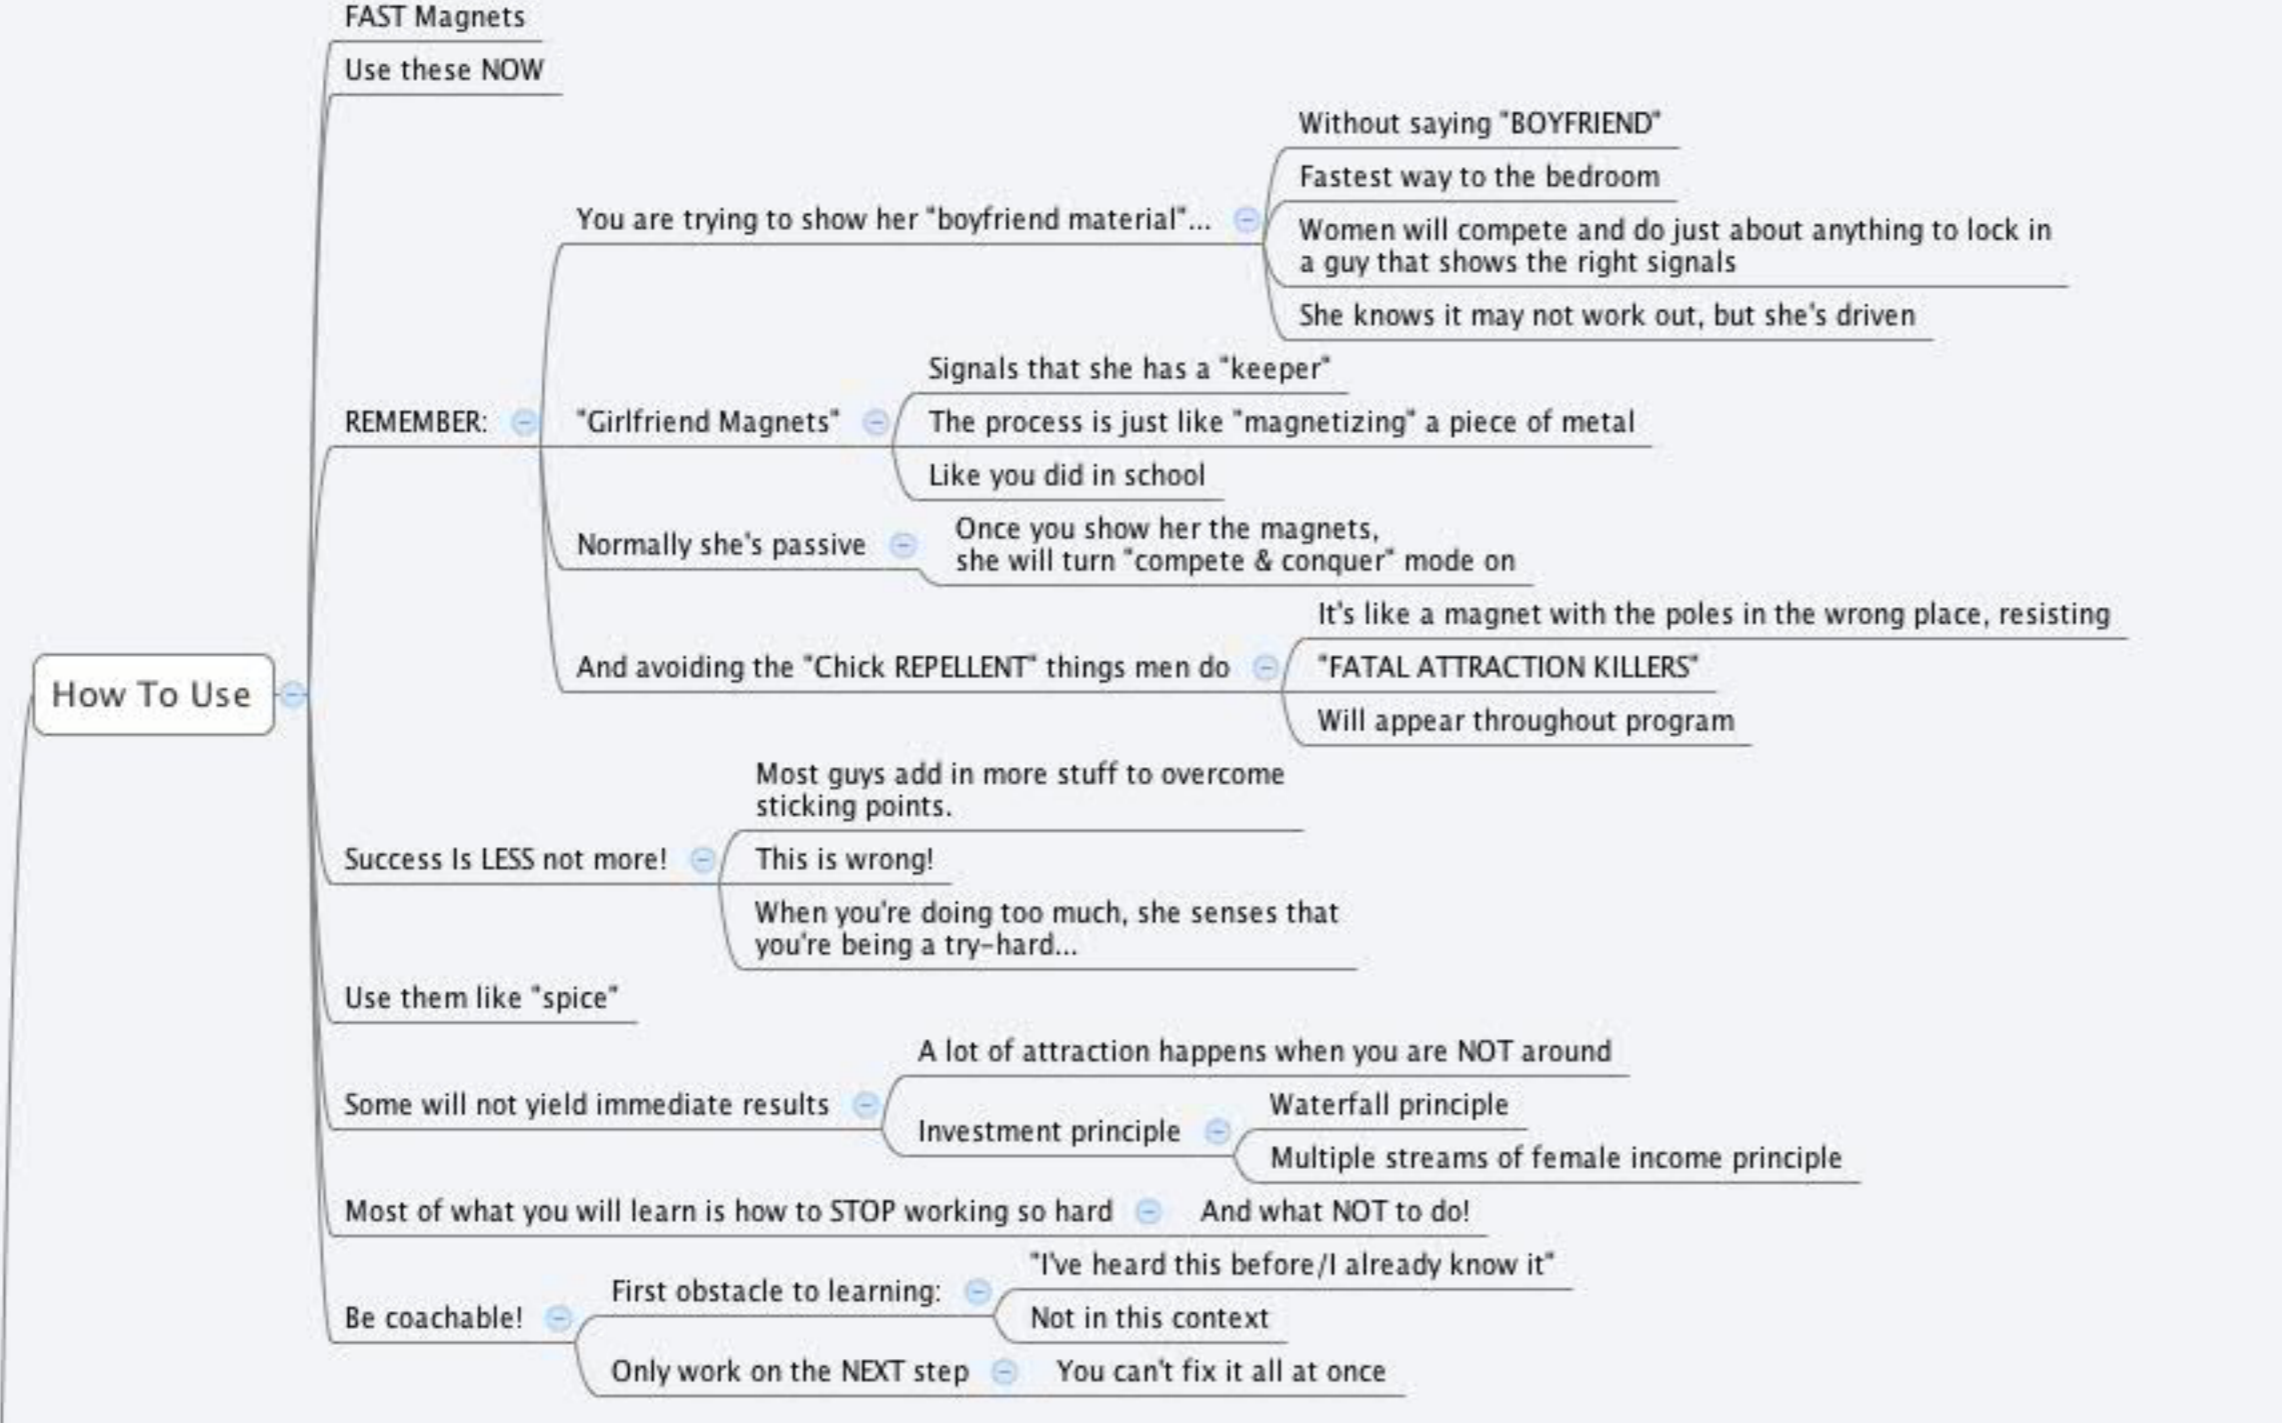 FAST Magnets
Use these NOW
Without saying "BOYFRIEND"
Fastest way to the bedroom
You are trying to show her "boyfriend material"...
Women will compete and do just about anything to lock in
a guy that shows the right signals
She knows it may not work out, but she's driven
Signals that she has a "keeper"
REMEMBER:
"Girlfriend Magnets"
The process is just like "magnetizing" a piece of metal
Like you did in school
Normally she's passive
Once you show her the magnets,
she will turn "compete & conquer" mode on
It's like a magnet with the poles in the wrong place, resisting
And avoiding the "Chick REPELLENT" things men do
"FATAL ATTRACTION KILLERS"
Will appear throughout program
How To Use
Most guys add in more stuff to overcome
sticking points.
Success Is LESS not more!
This is wrong!
When you're doing too much, she senses that
you're being a try-hard...
Use them like "spice"
A lot of attraction happens when you are NOT around
Some will not yield immediate results
Investment principle
Waterfall principle
Multiple streams of female income principle
Most of what you will learn is how to STOP working so hard
And what NOT to do!
"I've heard this before/I already know it"
First obstacle to learning:
Not in this context
Be coachable!
Only work on the NEXT step
You can't fix it all at once